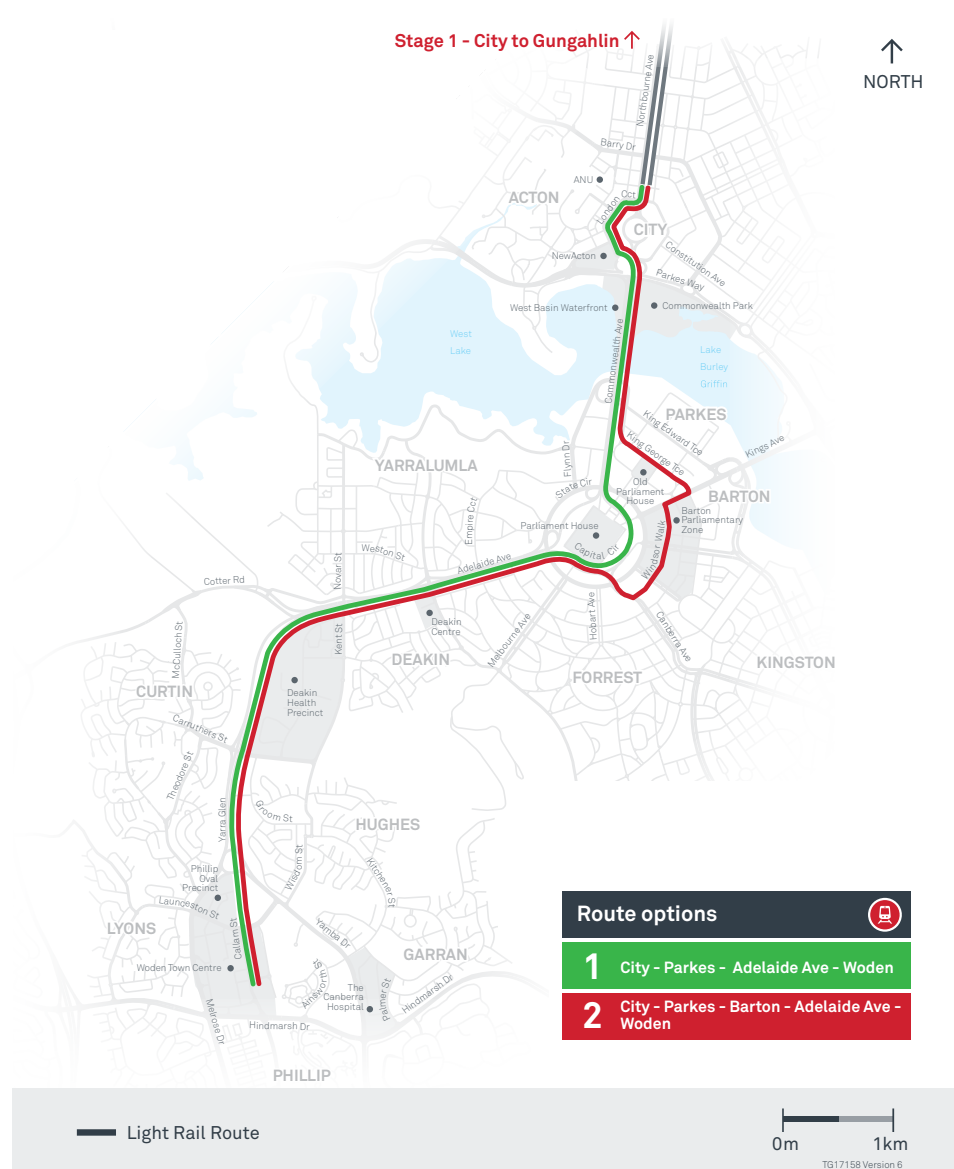 Stage 1 - City to Gungahlin
NORTH
Northbourne Ave
Barry Dr
ANU
ACTON
London Cct
CITY
NewActon
Constitution Ave
Parkes Way
West Basin Waterfront
Commonwealth Park
West
Lake
Commonwealth Ave
Lake
Burley
Griffin
PARKES
King Edward Tce
King George Tce
Kings Ave
YARRALUMLA
Flynn Dr
State Cir
Old
Parliament
House
BARTON
Empire Cct
Parliament House
Barton
Parliamentary
Zone
Capital Cir
Windsor Walk
Weston St
Adelaide Ave
Novar St
Cotter Rd
Deakin
Centre
Hobart Ave
Melbourne Ave
Canberra Ave
McCulloch St
Kent St
DEAKIN
KINGSTON
FORREST
CURTIN
Deakin
Health
Precinct
Carruthers St
Theodore St
Yarra Glen
Groom St
HUGHES
Wisdom St
Kitchener St
Phillip
Oval
Precinct
Launceston St
LYONS
Callam St
Yamba Dr
GARRAN
Woden Town Centre
Ainsworth St
The
Canberra
Hospital
Palmer St
Hindmarsh Dr
Melrose Dr
Hindmarsh Dr
PHILLIP
Route options
1 City - Parkes - Adelaide Ave - Woden
2 City - Parkes - Barton - Adelaide Ave -
Woden
Light Rail Route
0m 1km
TG17158 Version 6